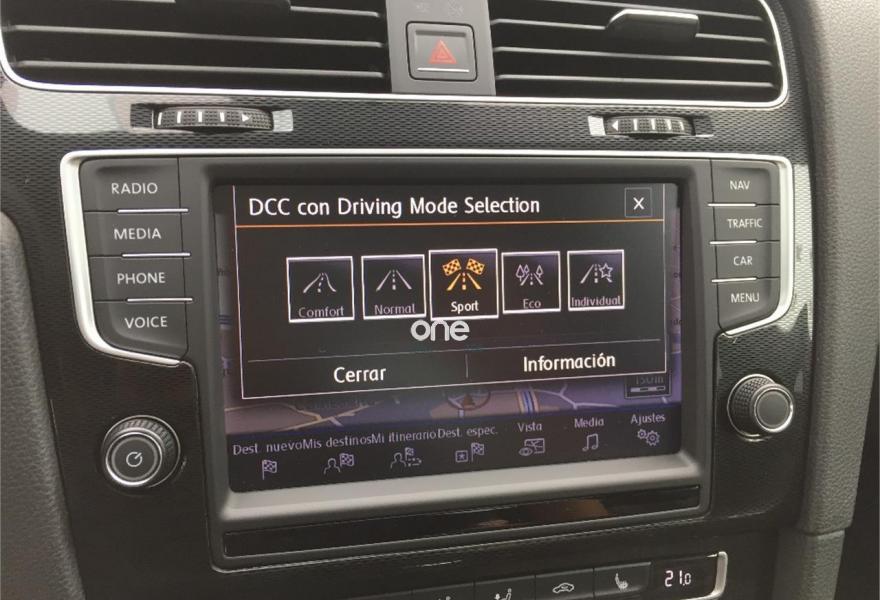 RADIO
MEDIA
PHONE
VOICE
DCC con Driving Mode Selection
X
Comfort
Normal
Sport
Eco
Individual
one
Cerrar
Información
150m
Dest. nuevo
Mis destinos
Mi itinerario
Dest. espec.
Vista
Media
Ajustes
NAV
TRAFFIC
CAR
MENU
21.0